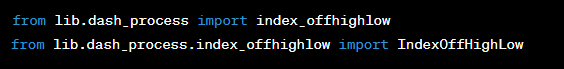 from lib.dash_process import index_offhighlow
from lib.dash_process.index_offhighlow import IndexOffHighLow